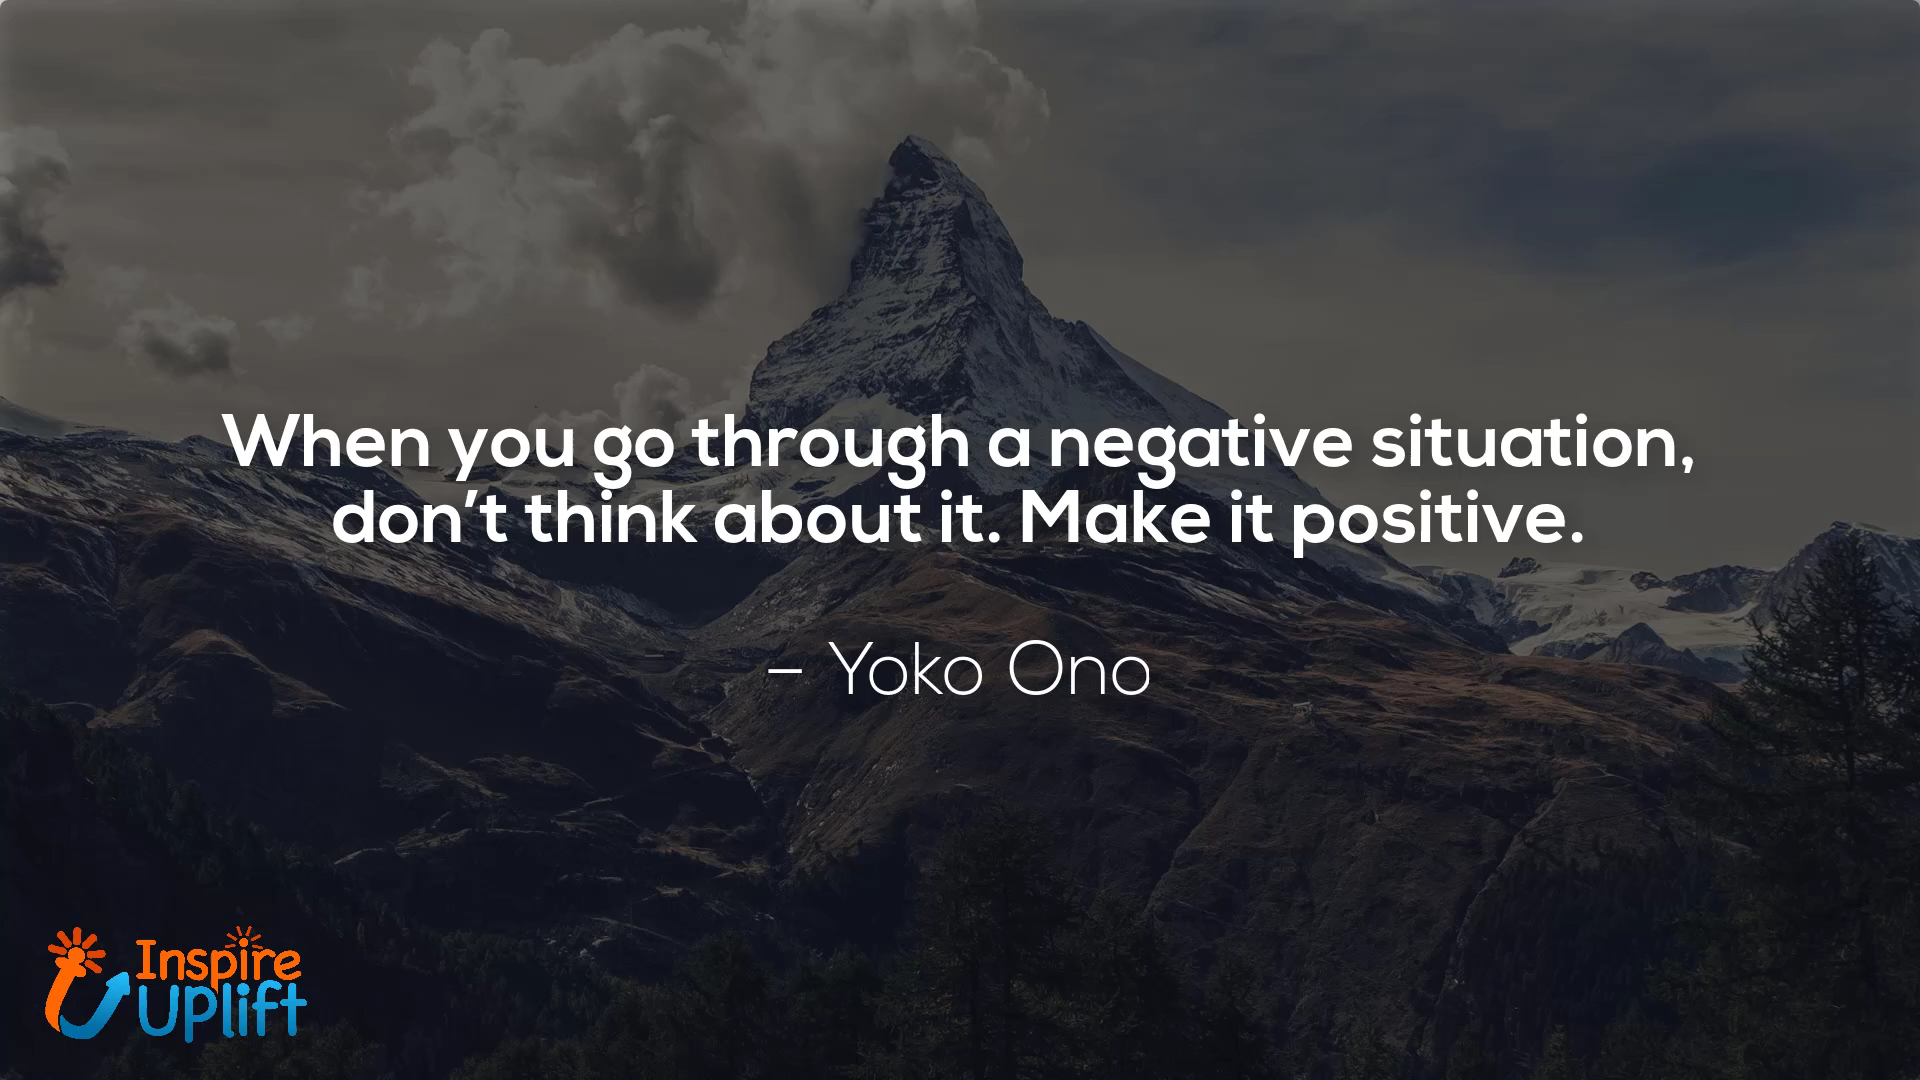 When you go through a negative situation,
don’t think about it. Make it positive.
– Yoko Ono
Inspire
Uplift